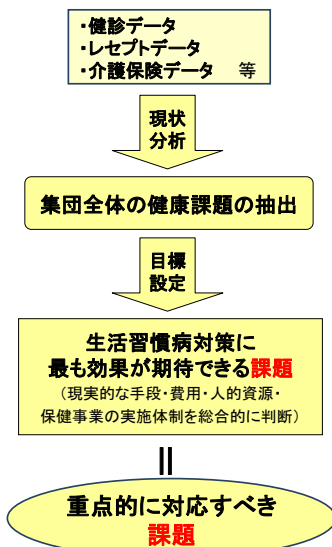 ・健診データ
・レセプトデータ
・介護保険データ 等
現状
分析
集団全体の健康課題の抽出
目標
設定
生活習慣病対策に
最も効果が期待できる課題
（現実的な手段・費用・人的資源・
保健事業の実施体制を総合的に判断）
||
重点的に対応すべき
課題